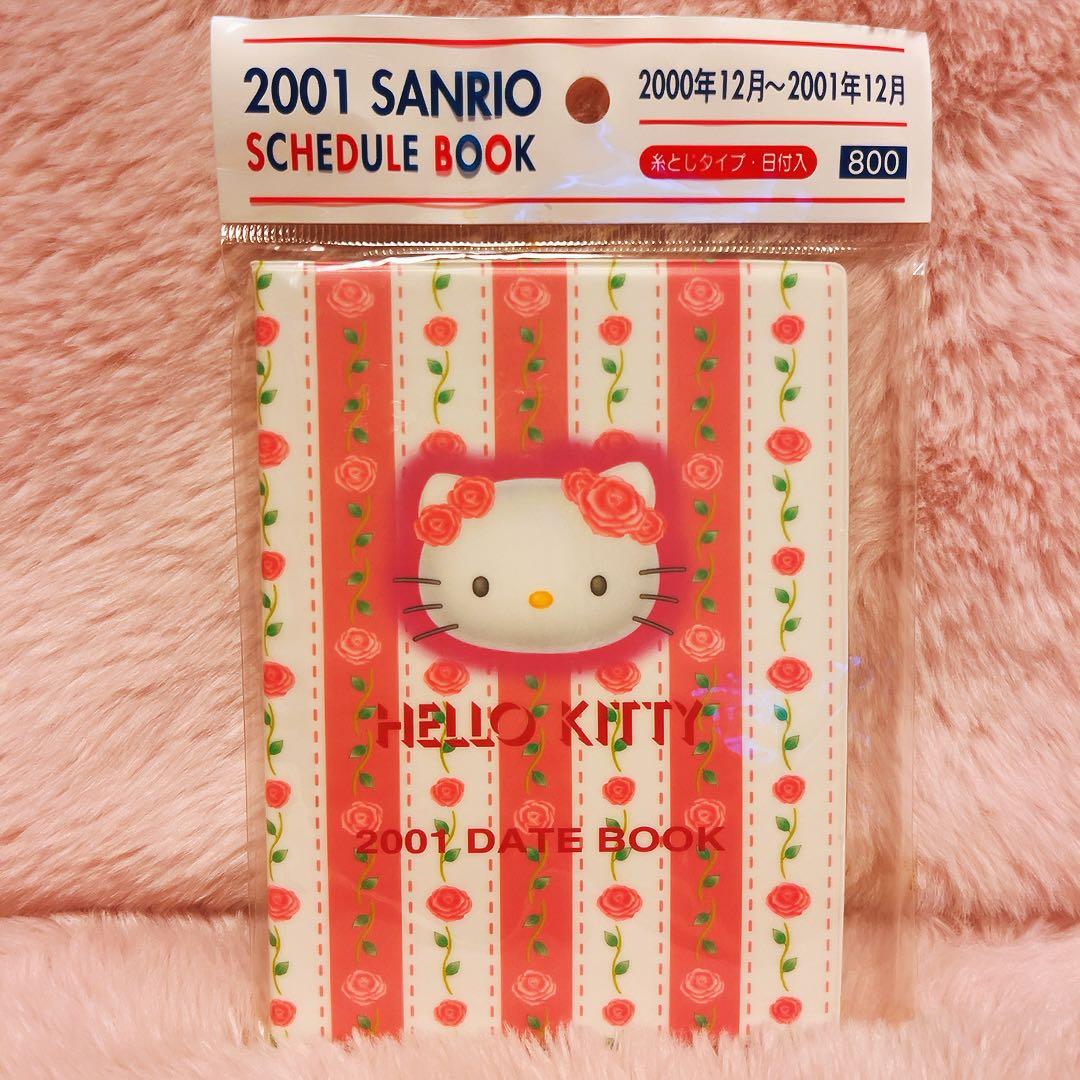 2001 SANRIO
SCHEDULE BOOK
2000年12月～2001年12月
糸とじタイプ・日付入
800
HELLO KITTY
2001 DATE BOOK